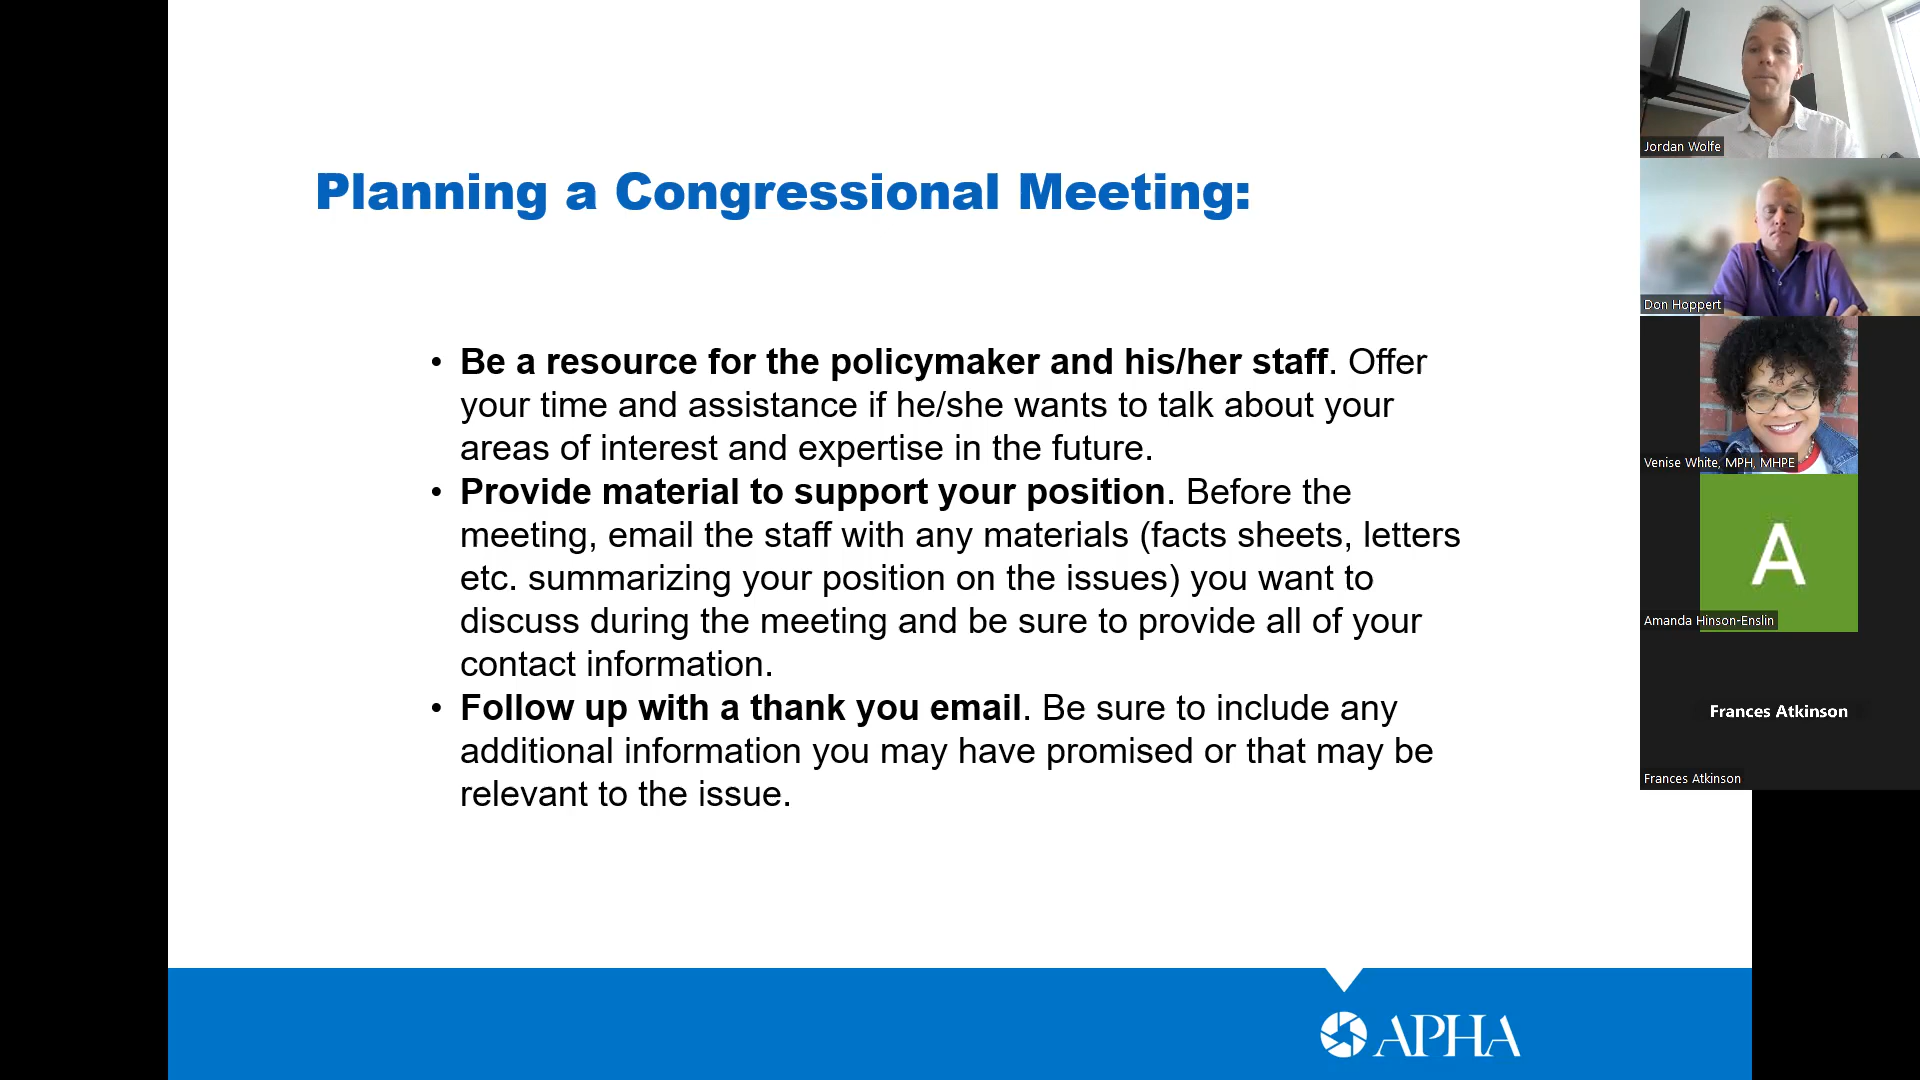 Planning a Congressional Meeting:
• Be a resource for the policymaker and his/her staff. Offer
your time and assistance if he/she wants to talk about your
areas of interest and expertise in the future.
• Provide material to support your position. Before the
meeting, email the staff with any materials (facts sheets, letters
etc. summarizing your position on the issues) you want to
discuss during the meeting and be sure to provide all of your
contact information.
• Follow up with a thank you email. Be sure to include any
additional information you may have promised or that may be
relevant to the issue.
APHA
Jordan Wolfe
Don Hoppert
Venise White, MPH, MHPE
A
Amanda Hinson-Enslin
Frances Atkinson
Frances Atkinson